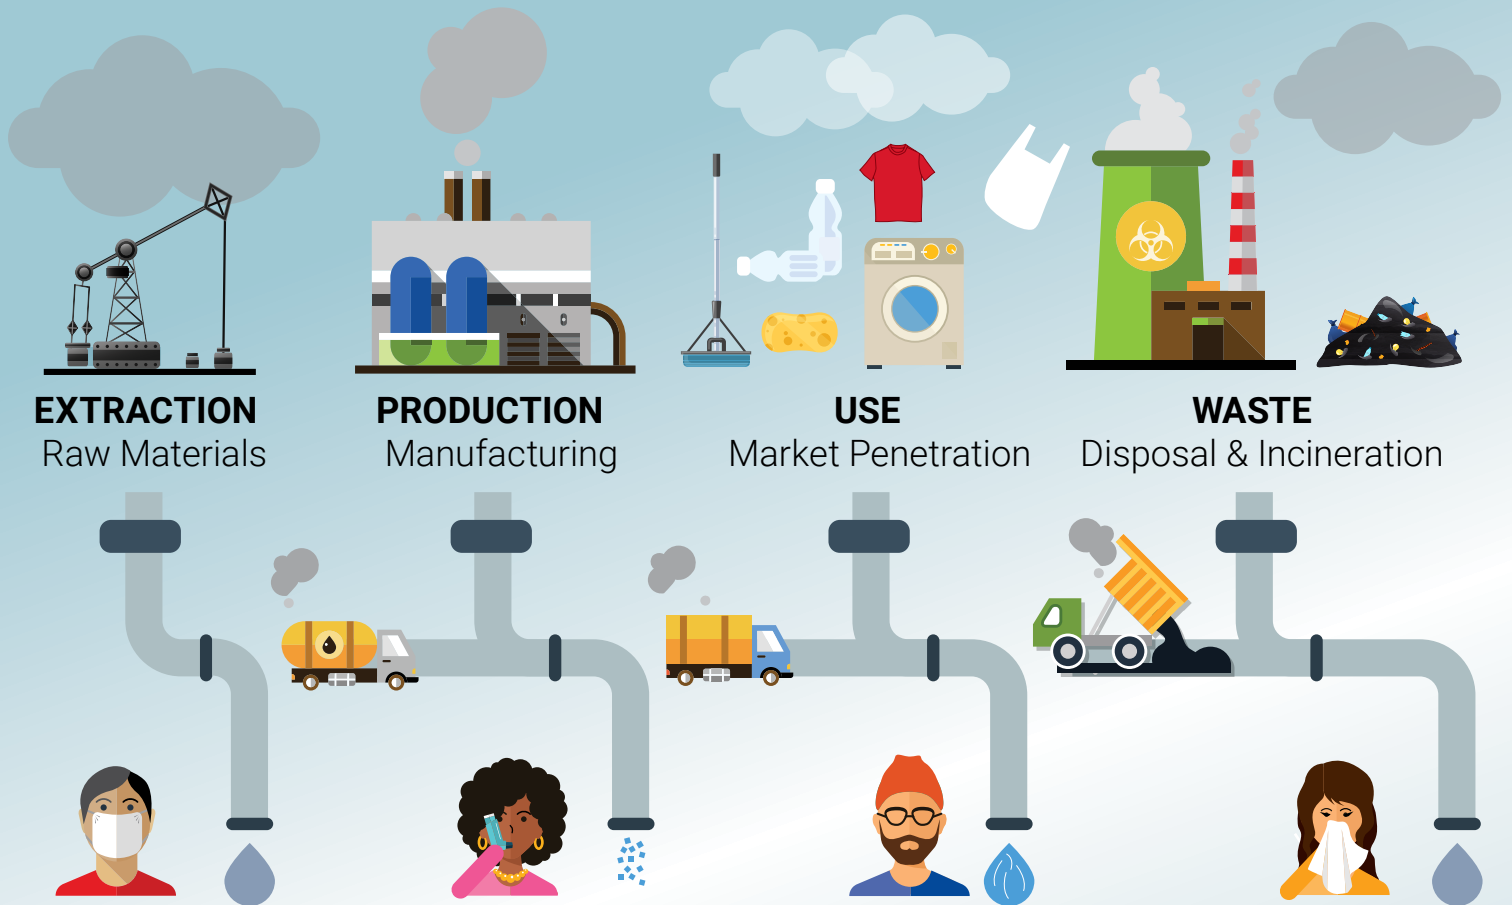 EXTRACTION
Raw Materials
PRODUCTION
Manufacturing
USE
Market Penetration
WASTE
Disposal & Incineration